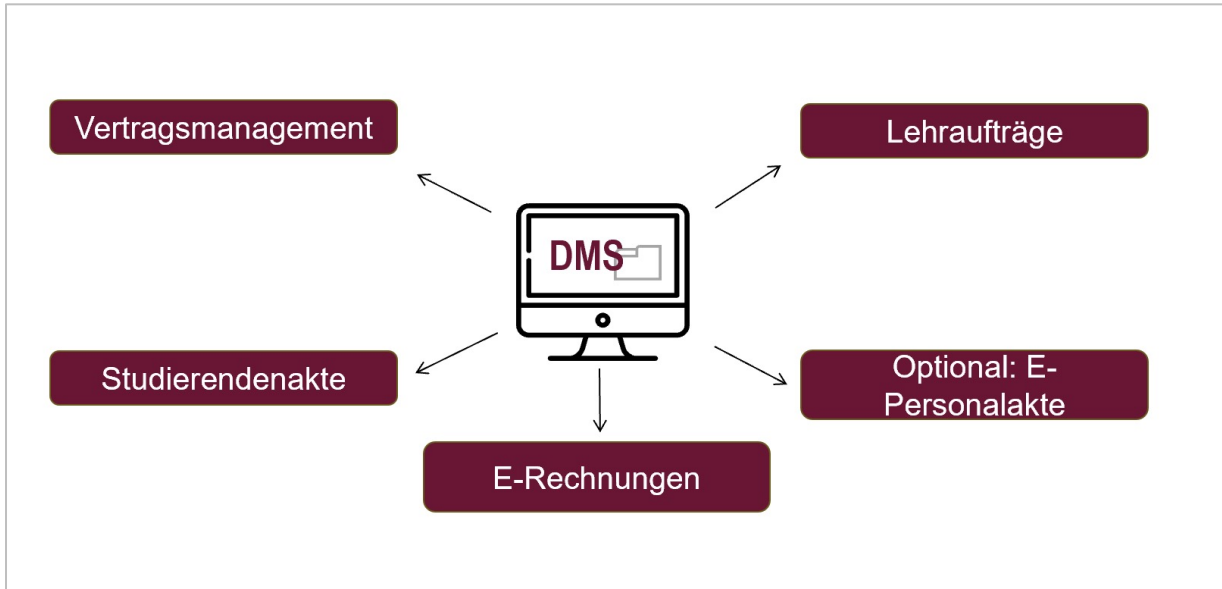 Vertragsmanagement
Lehraufträge
DMS
Studierendenakte
Optional: E-
Personalakte
E-Rechnungen